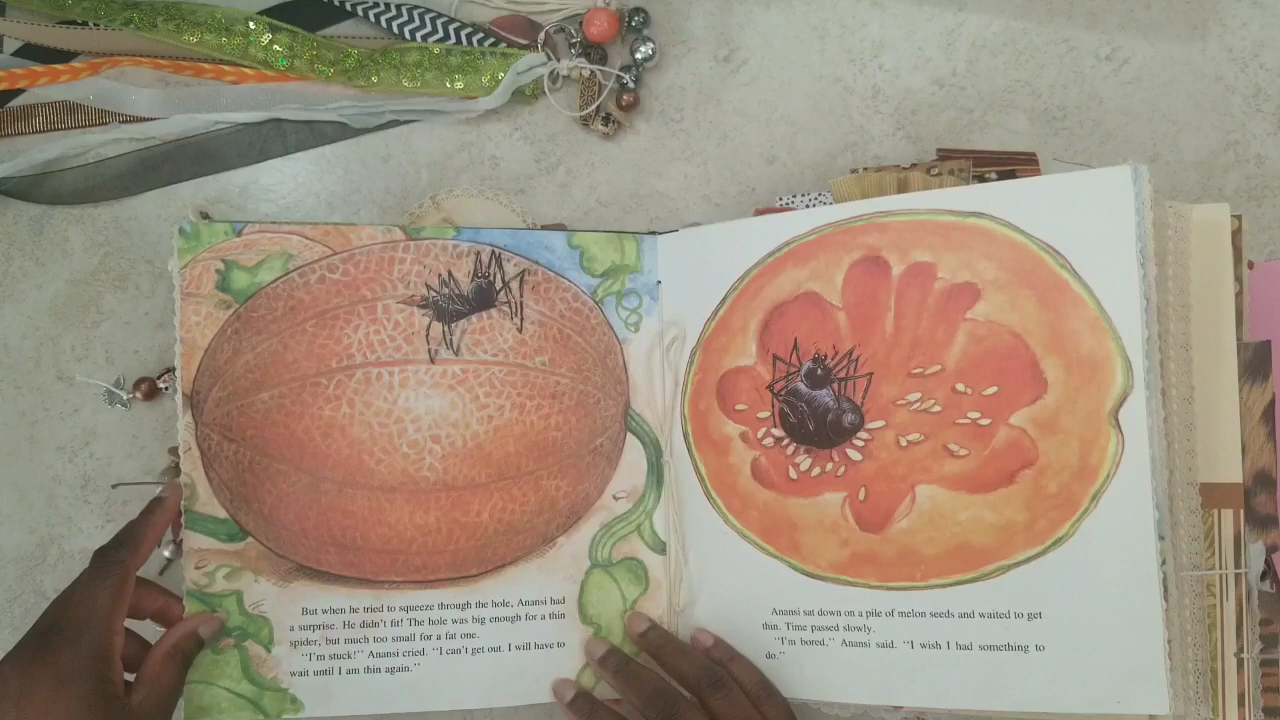 But when he tried to squeeze through the hole, Anansi had
a surprise. He didn't fit! The hole was big enough for a thin
spider, but much too small for a fat one.
"I'm stuck!" Anansi cried. "I can't get out. I will have to
wait until I am thin again."
Anansi sat down on a pile of melon seeds and waited to get
thin. Time passed slowly.
"I'm bored," Anansi said. "I wish I had something to
do."